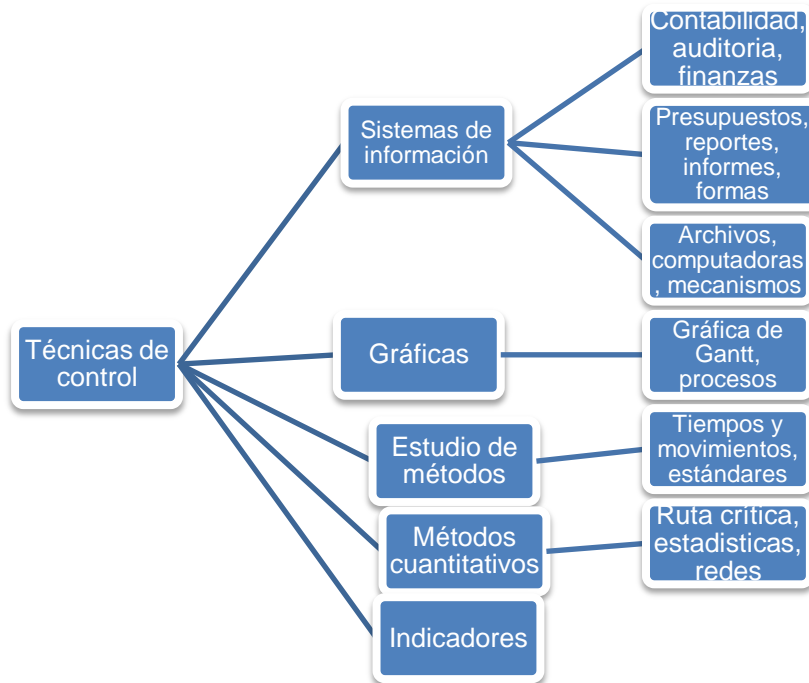 Técnicas de
control
Sistemas de
información
Contabilidad,
auditoria,
finanzas
Presupuestos,
reportes,
informes,
formas
Archivos,
computadoras
, mecanismos
Gráficas
Gráfica de
Gantt,
procesos
Estudio de
métodos
Tiempos y
movimientos,
estándares
Métodos
cuantitativos
Ruta crítica,
estadisticas,
redes
Indicadores